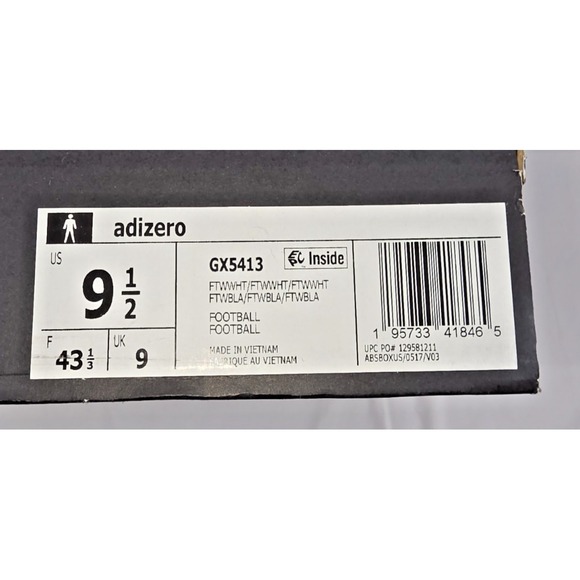 adizero
US
9 1/2
F
43 1/3
UK
9
GX5413
Inside
FTWWHT/FTWWHT/FTWWHT
FTWBLA/FTWBLA/FTWBLA
FOOTBALL
FOOTBALL
MADE IN VIETNAM
FABRIQUE AU VIETNAM
1 95733 41846 5
UPC PO# 129581211
ABSBOXUS/0517/V03